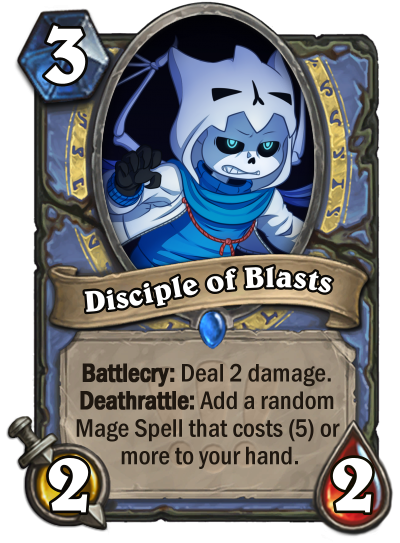 3
Disciple of Blasts
Battlecry: Deal 2 damage.
Deathrattle: Add a random
Mage Spell that costs (5) or
more to your hand.
2
2